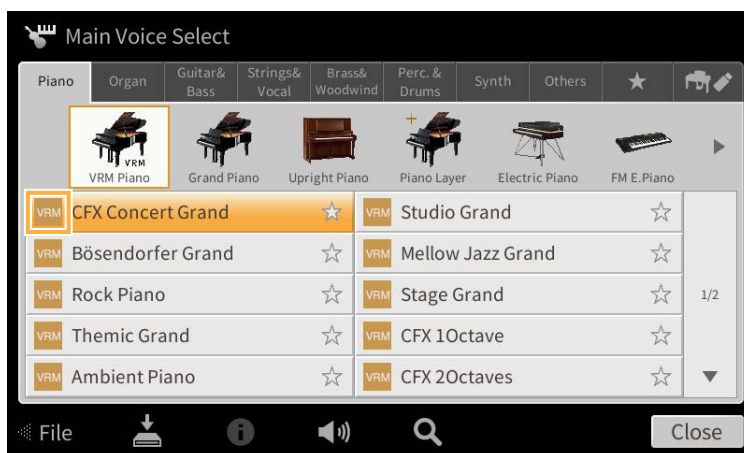 Main Voice Select
Piano
Organ
Guitar&
Bass
Strings&
Vocal
Brass&
Woodwind
Perc. &
Drums
Synth
Others
VRM
VRM Piano
Grand Piano
Upright Piano
Piano Layer
Electric Piano
FM E.Piano
VRM CFX Concert Grand
VRM Studio Grand
VRM Bösendorfer Grand
VRM Mellow Jazz Grand
VRM Rock Piano
VRM Stage Grand
1/2
VRM Themic Grand
VRM CFX 1Octave
VRM Ambient Piano
VRM CFX 2Octaves
File
Close